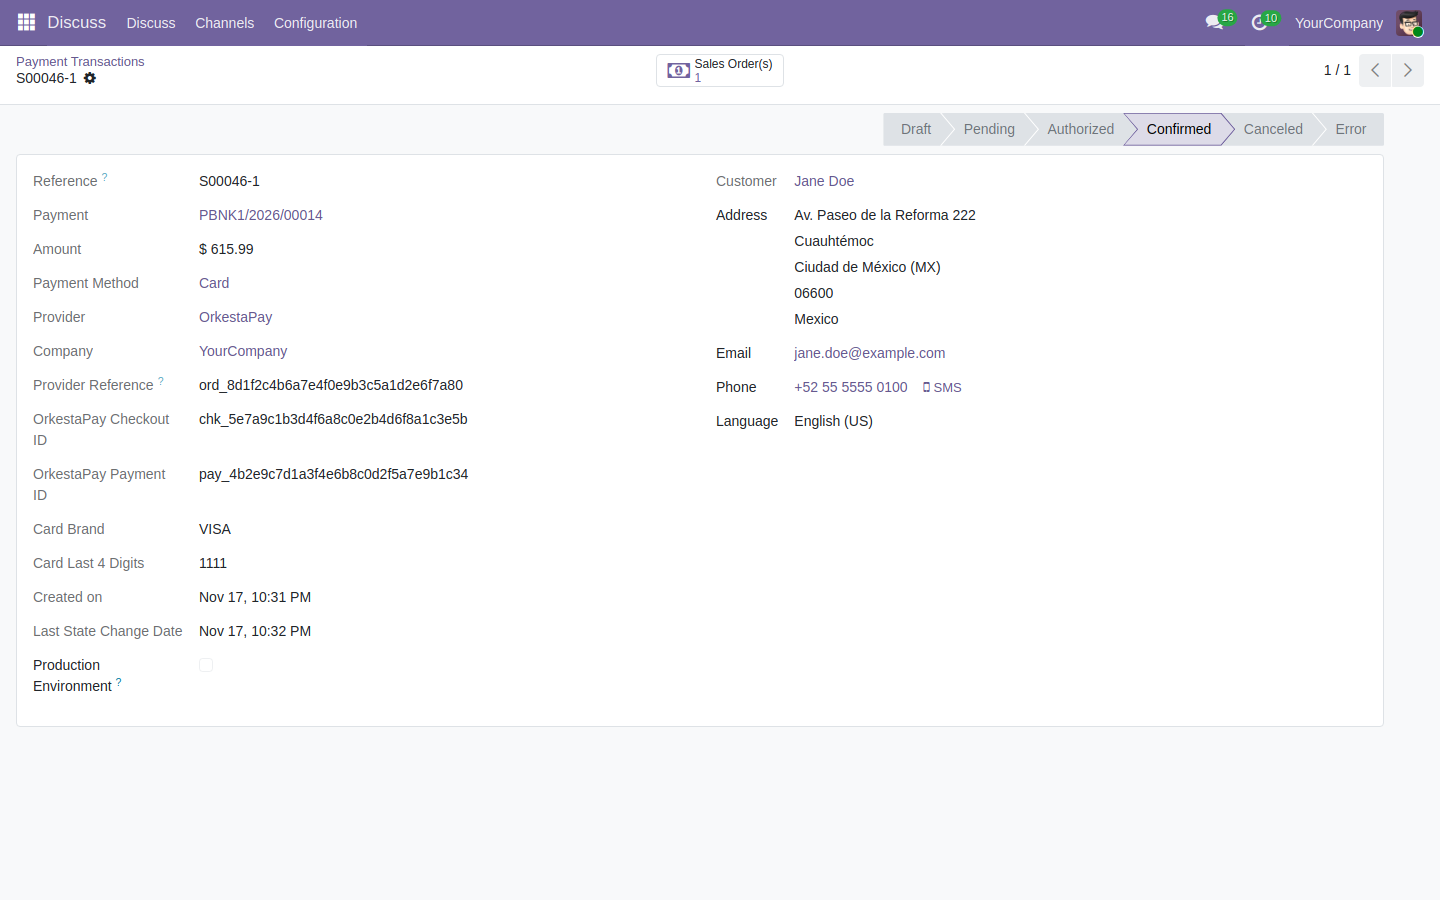 Discuss
Discuss
Channels
Configuration
16
10
YourCompany
Payment Transactions
S00046-1
Sales Order(s)
1
1 / 1
Draft
Pending
Authorized
Confirmed
Canceled
Error
Reference ?
S00046-1
Payment
PBNK1/2026/00014
Amount
$ 615.99
Payment Method
Card
Provider
OrkestaPay
Company
YourCompany
Provider Reference ?
ord_8d1f2c4b6a7e4f0e9b3c5a1d2e6f7a80
OrkestaPay Checkout
ID
chk_5e7a9c1b3d4f6a8c0e2b4d6f8a1c3e5b
OrkestaPay Payment
ID
pay_4b2e9c7d1a3f4e6b8c0d2f5a7e9b1c34
Card Brand
VISA
Card Last 4 Digits
1111
Created on
Nov 17, 10:31 PM
Last State Change Date
Nov 17, 10:32 PM
Production
Environment ?
Customer
Jane Doe
Address
Av. Paseo de la Reforma 222
Cuauhtémoc
Ciudad de México (MX)
06600
Mexico
Email
jane.doe@example.com
Phone
+52 55 5555 0100
SMS
Language
English (US)